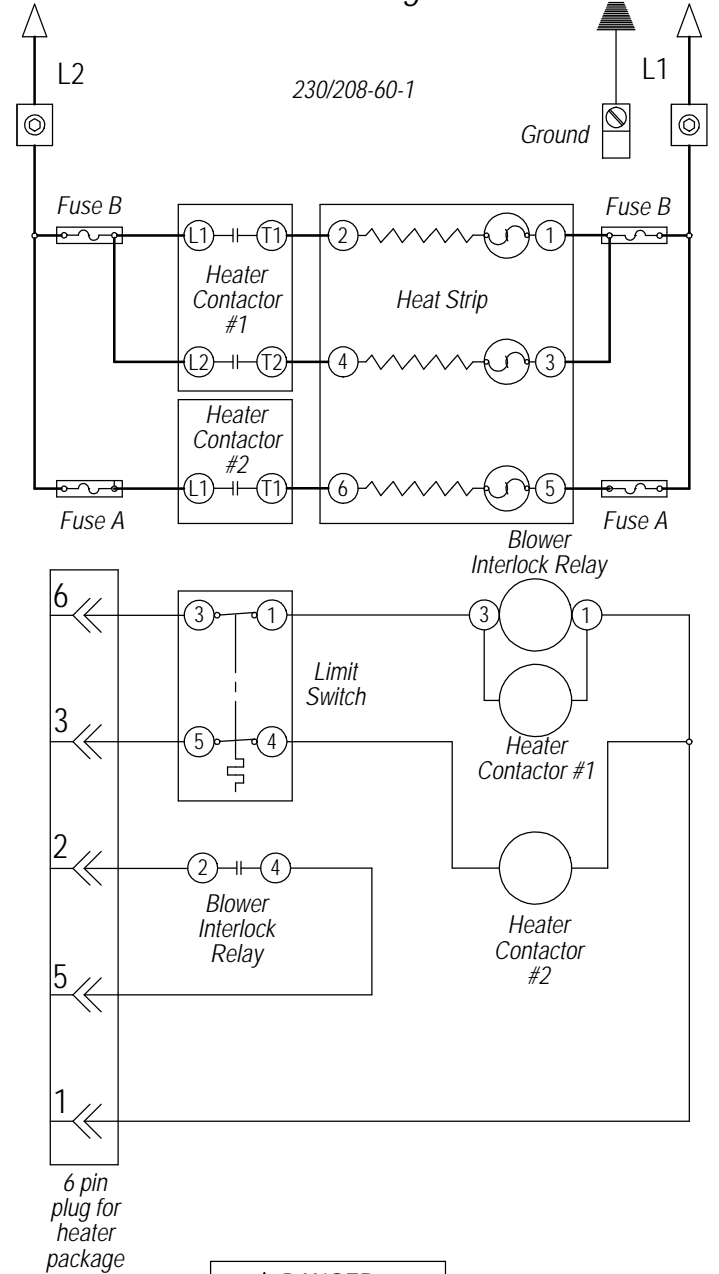 L2
L1
230/208-60-1
Ground
Fuse B
Fuse B
L1 T1 2 1
Heater
Contactor
#1
Heat Strip
L2 T2 4 3
Heater
Contactor
#2
L1 T1 6 5
Fuse A
Fuse A
Blower
Interlock Relay
6
3 1
3 1
Limit
Switch
Heater
Contactor #1
3
5 4
2
2 4
Blower
Interlock
Relay
Heater
Contactor
#2
5
1
6 pin
plug for
heater
package